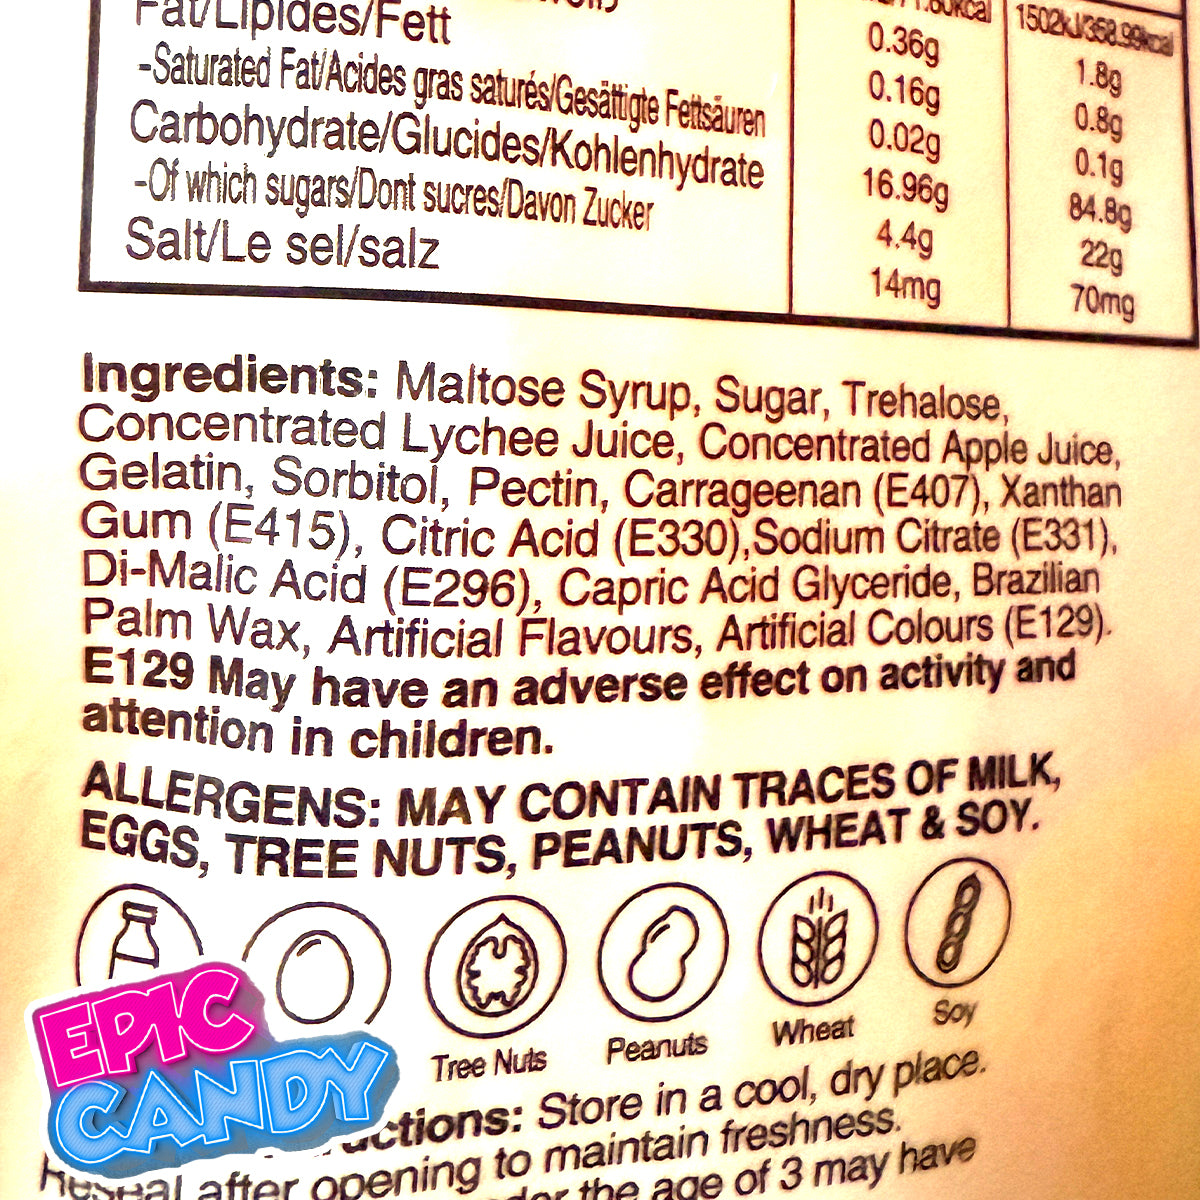 Fat/Lipides/Fett 0.36g 1.8g
-Saturated Fat/Acides gras saturés/Gesättigte Fettsäuren 0.16g 0.8g
Carbohydrate/Glucides/Kohlenhydrate 0.02g 0.1g
-Of which sugars/Dont sucres/Davon Zucker 16.96g 84.8g
Salt/Le sel/salz 4.4g 22g
14mg 70mg
Ingredients: Maltose Syrup, Sugar, Trehalose,
Concentrated Lychee Juice, Concentrated Apple Juice,
Gelatin, Sorbitol, Pectin, Carrageenan (E407), Xanthan
Gum (E415), Citric Acid (E330),Sodium Citrate (E331),
Di-Malic Acid (E296), Capric Acid Glyceride, Brazilian
Palm Wax, Artificial Flavours, Artificial Colours (E129).
E129 May have an adverse effect on activity and
attention in children.
ALLERGENS: MAY CONTAIN TRACES OF MILK,
EGGS, TREE NUTS, PEANUTS, WHEAT & SOY.
Tree Nuts Peanuts Wheat Soy
EPIC
CANDY
Store in a cool, dry place.
after opening to maintain freshness.
the age of 3 may have